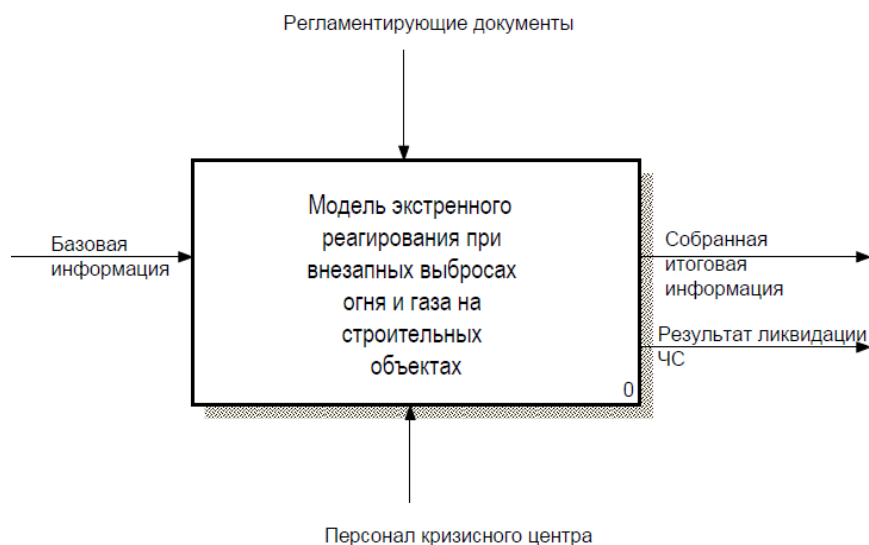 Регламентирующие документы
Модель экстренного
реагирования при
внезапных выбросах
огня и газа на
строительных
объектах
0
Базовая
информация
Собранная
итоговая
информация
Результат ликвидации
ЧС
Персонал кризисного центра